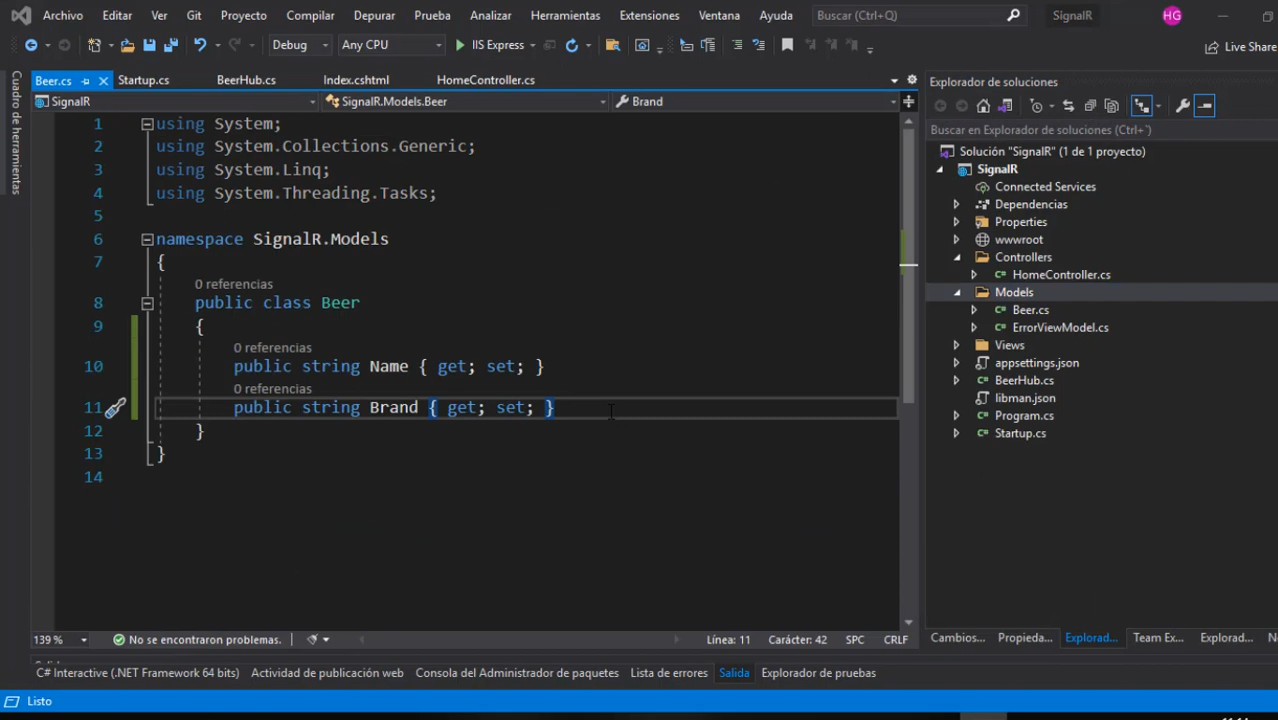 Archivo Editar Ver Git Proyecto Compilar Depurar Prueba Analizar Herramientas Extensiones Ventana Ayuda Buscar (Ctrl+Q) SignalR HG
Debug Any CPU IIS Express Live Share
Cuadro de herramientas
Beer.cs Startup.cs BeerHub.cs Index.cshtml HomeController.cs
SignalR SignalR.Models.Beer Brand
1 using System;
2 using System.Collections.Generic;
3 using System.Linq;
4 using System.Threading.Tasks;
5
6 namespace SignalR.Models
7 {
0 referencias
8 public class Beer
9 {
0 referencias
10 public string Name { get; set; }
0 referencias
11 public string Brand { get; set; }
12 }
13 }
14
139 % No se encontraron problemas. Línea: 11 Carácter: 42 SPC CRLF
Explorador de soluciones
Buscar en Explorador de soluciones (Ctrl+`)
Solución "SignalR" (1 de 1 proyecto)
SignalR
Connected Services
Dependencias
Properties
wwwroot
Controllers
C# HomeController.cs
Models
C# Beer.cs
C# ErrorViewModel.cs
Views
appsettings.json
C# BeerHub.cs
libman.json
C# Program.cs
C# Startup.cs
Cambios... Propieda... Explorad... Team Ex... Explorad...
C# Interactive (.NET Framework 64 bits) Actividad de publicación web Consola del Administrador de paquetes Lista de errores Salida Explorador de pruebas
Listo